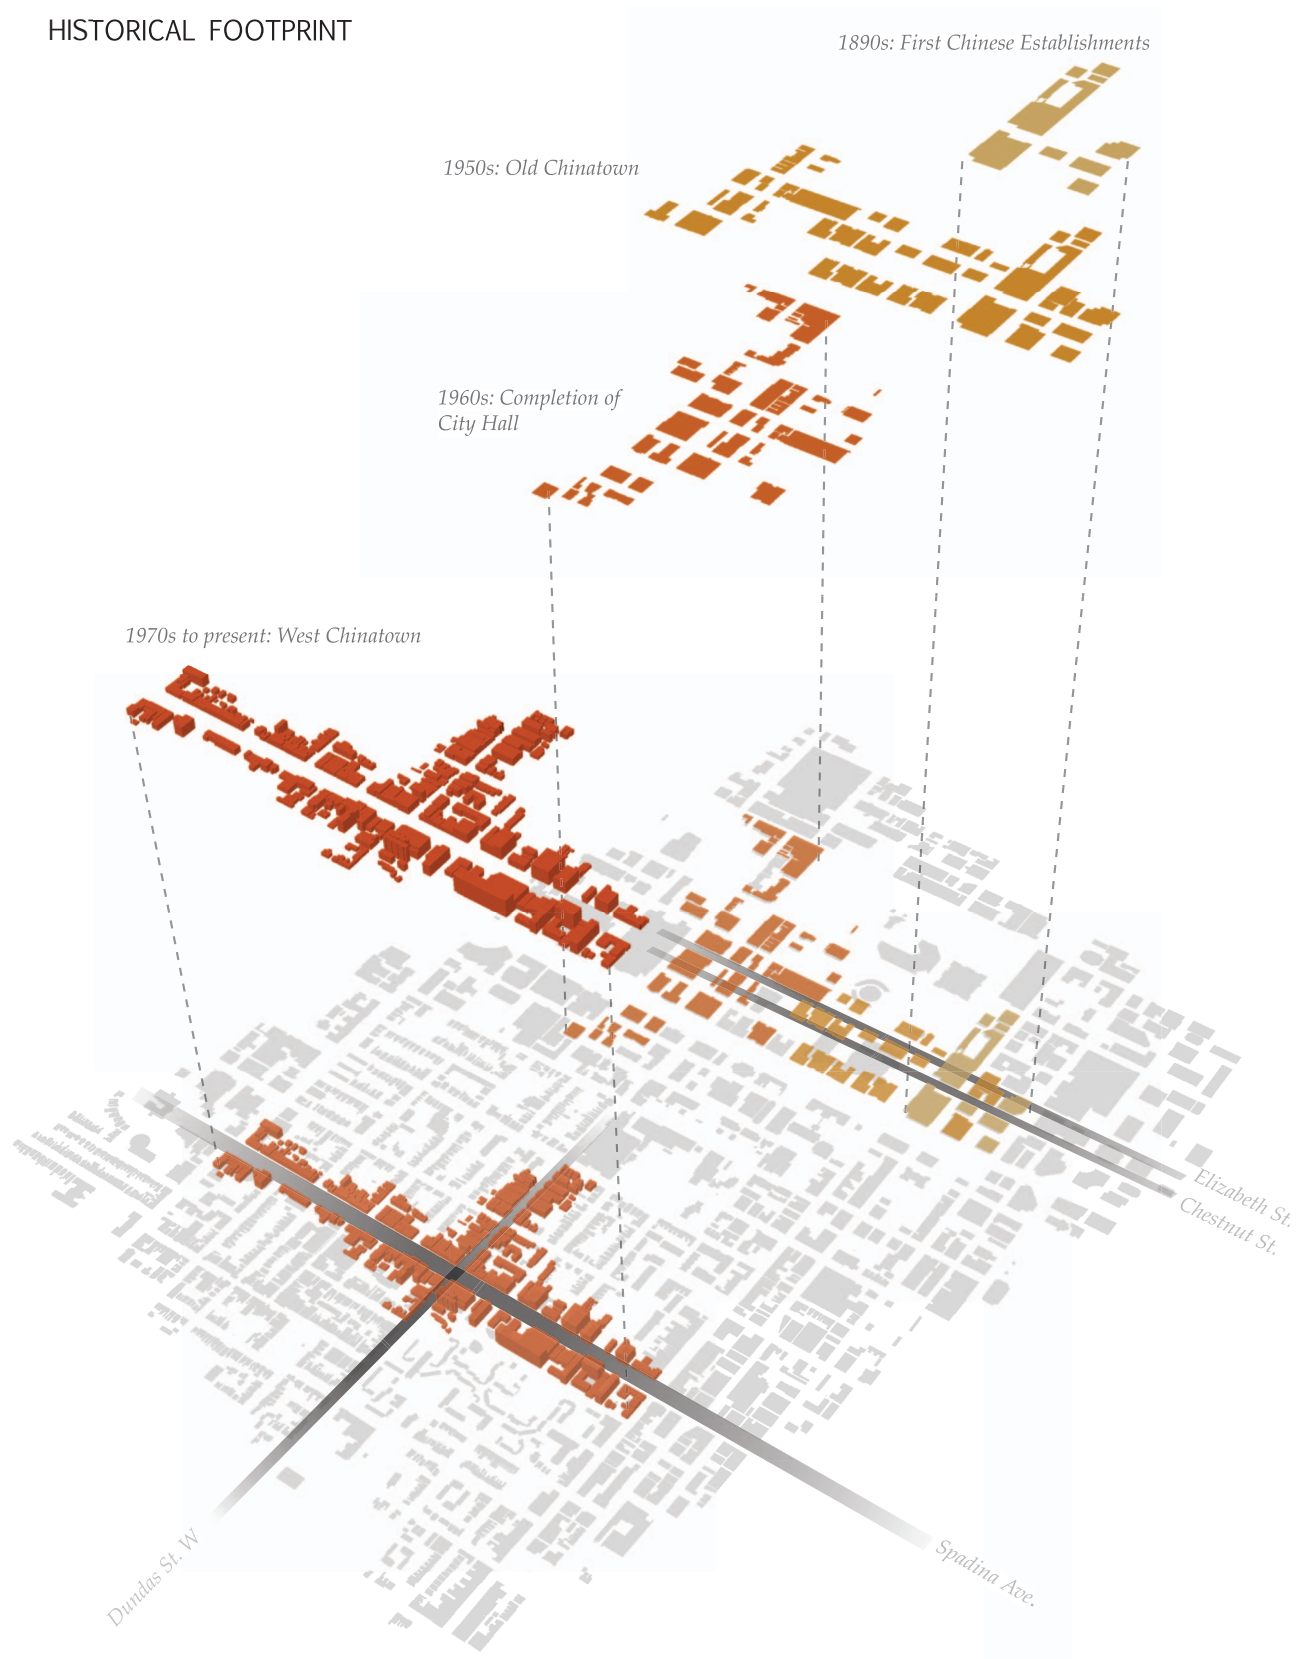 HISTORICAL FOOTPRINT
1890s: First Chinese Establishments
1950s: Old Chinatown
1960s: Completion of
City Hall
1970s to present: West Chinatown
Elizabeth St.
Chestnut St.
Dundas St. W
Spadina Ave.